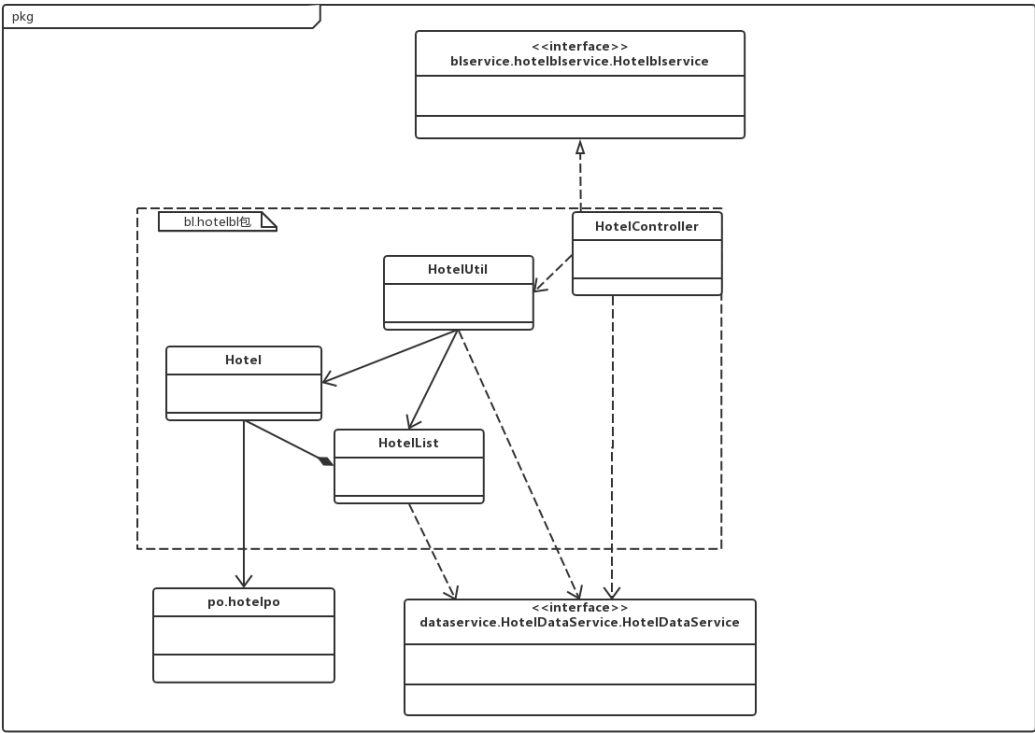 pkg
<<interface>>
blservice.hotelblservice.Hotelblservice
bl.hotelbl包
HotelController
HotelUtil
Hotel
HotelList
po.hotelpo
<<interface>>
dataservice.HotelDataService.HotelDataService